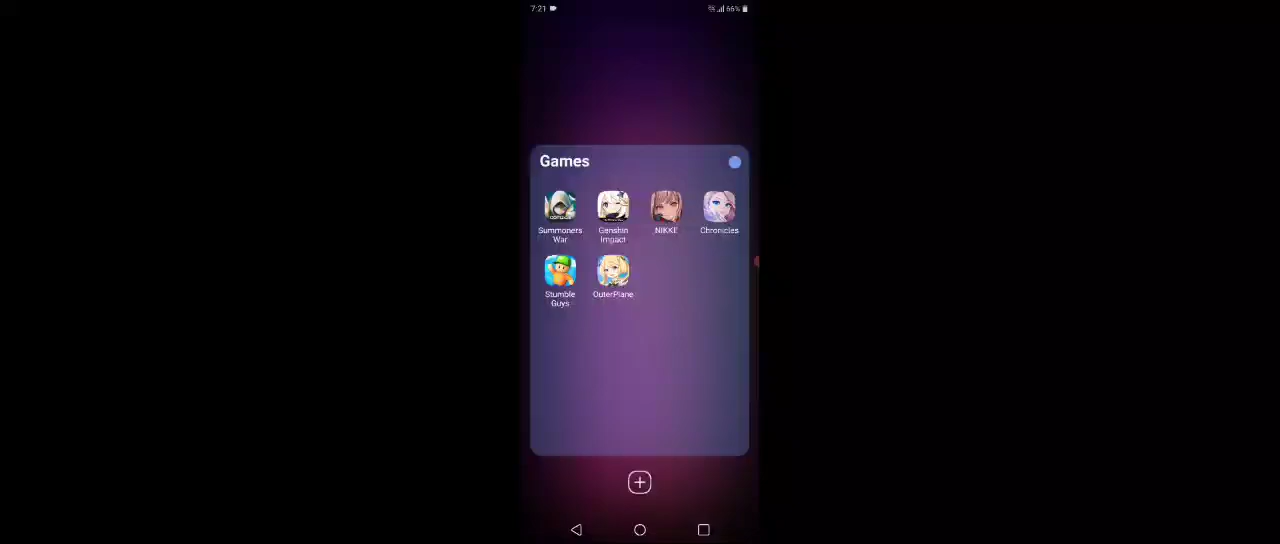 7:21
66%
Games
Summoners War
Genshin Impact
NIKKE
Chronicles
Stumble Guys
OuterPlane